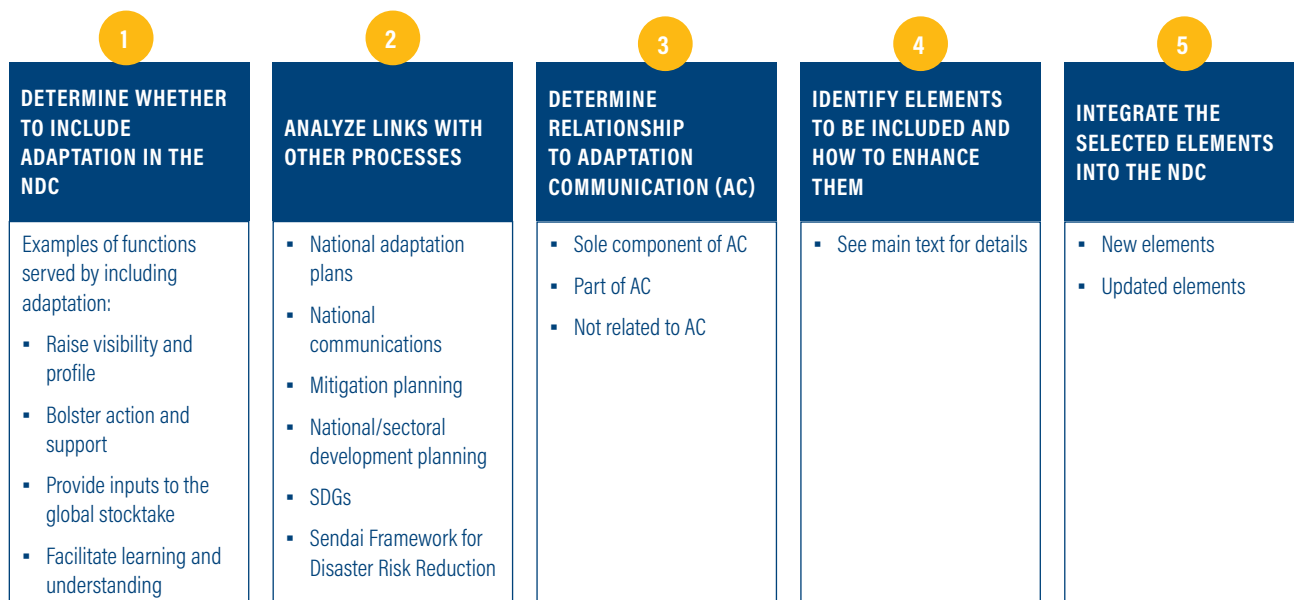 1
DETERMINE WHETHER
TO INCLUDE
ADAPTATION IN THE
NDC
Examples of functions
served by including
adaptation:
▪ Raise visibility and
profile
▪ Bolster action and
support
▪ Provide inputs to the
global stocktake
▪ Facilitate learning and
understanding
2
ANALYZE LINKS WITH
OTHER PROCESSES
▪ National adaptation
plans
▪ National
communications
▪ Mitigation planning
▪ National/sectoral
development planning
▪ SDGs
▪ Sendai Framework for
Disaster Risk Reduction
3
DETERMINE
RELATIONSHIP
TO ADAPTATION
COMMUNICATION (AC)
▪ Sole component of AC
▪ Part of AC
▪ Not related to AC
4
IDENTIFY ELEMENTS
TO BE INCLUDED AND
HOW TO ENHANCE
THEM
▪ See main text for details
5
INTEGRATE THE
SELECTED ELEMENTS
INTO THE NDC
▪ New elements
▪ Updated elements